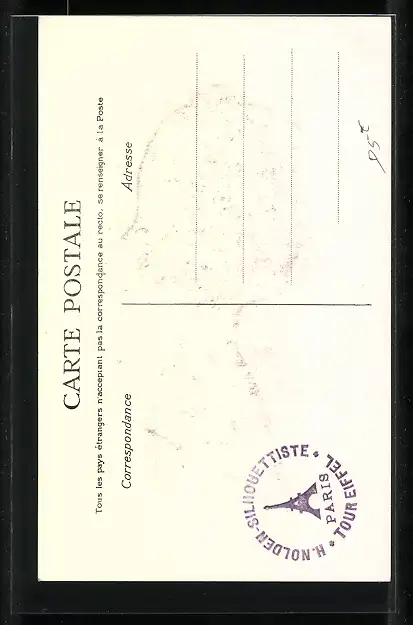 CARTE POSTALE
Tous les pays étrangers n'acceptant pas la correspondance au recto, se renseigner à la Poste
Correspondance
Adresse
H. NOLDEN-SILHOUETTISTE
PARIS
TOUR EIFFEL